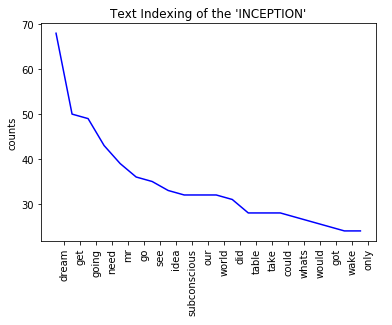 Text Indexing of the 'INCEPTION'
70
60
50
40
30
counts
dream
get
going
need
mr
go
see
idea
subconscious
our
world
did
table
take
could
whats
would
got
wake
only